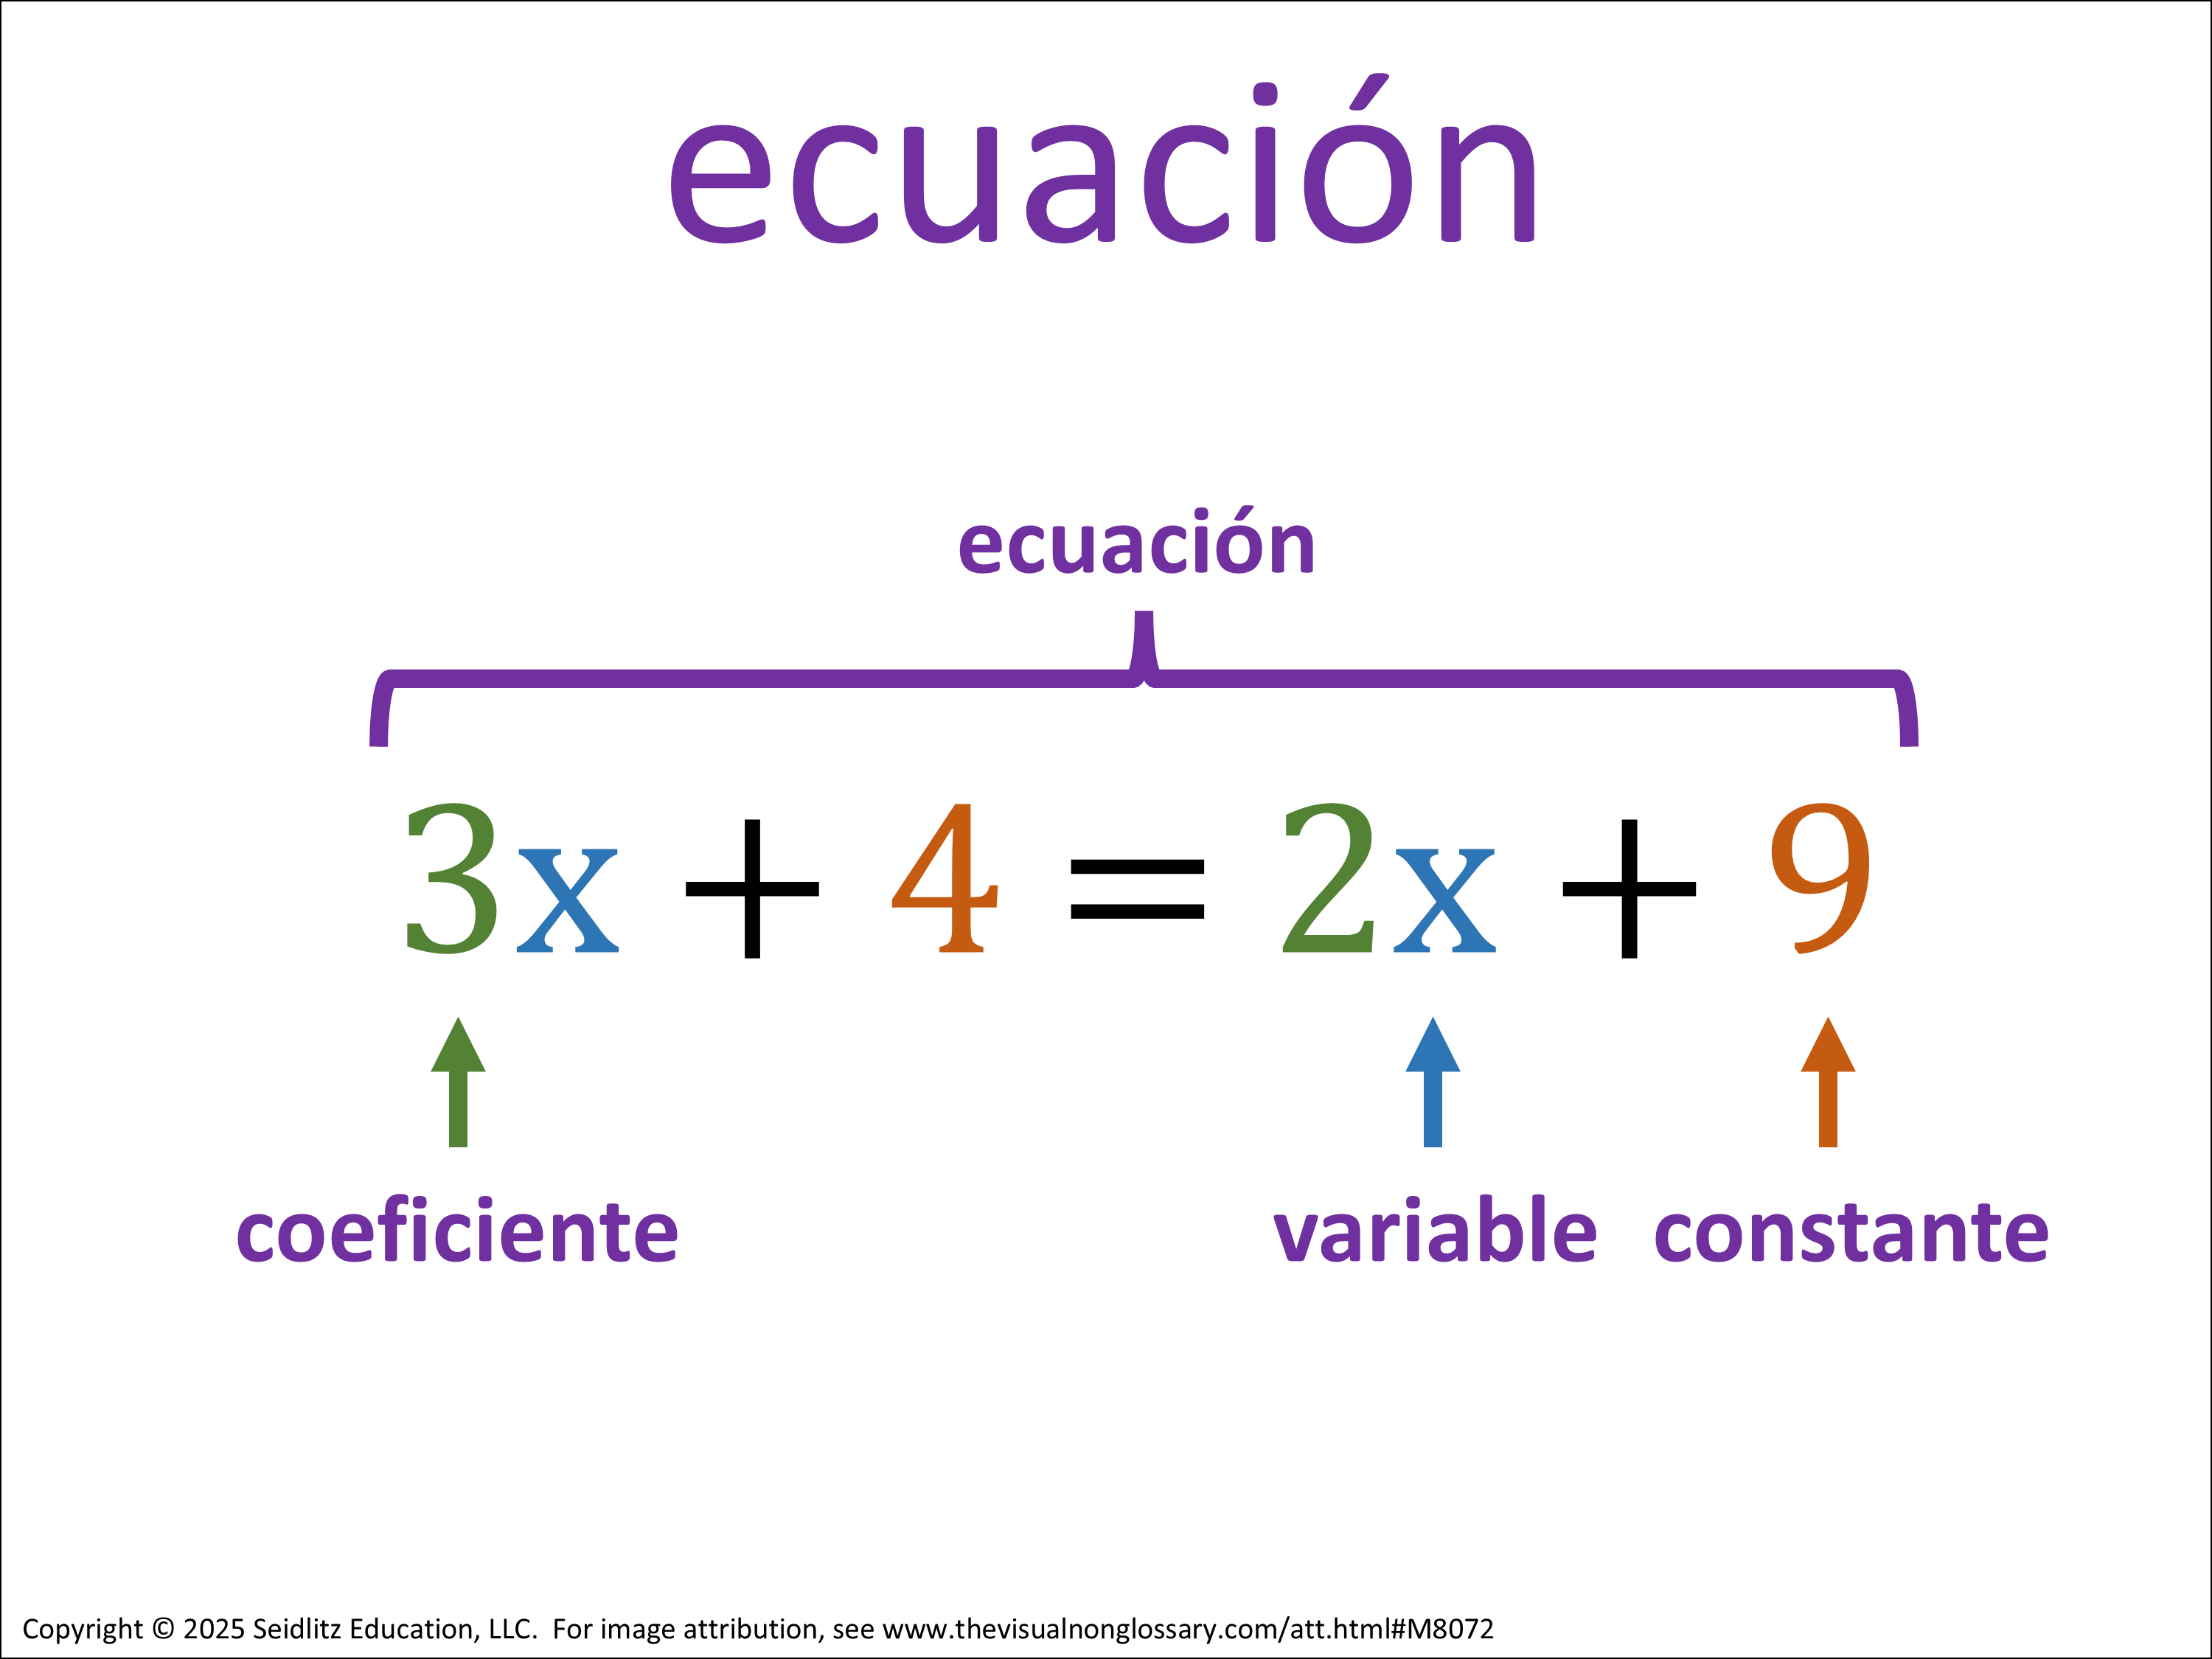 ecuación
ecuación
3x + 4 = 2x + 9
coeficiente variable constante
Copyright © 2025 Seidlitz Education, LLC. For image attribution, see www.thevisualnonglossary.com/att.html#M8072